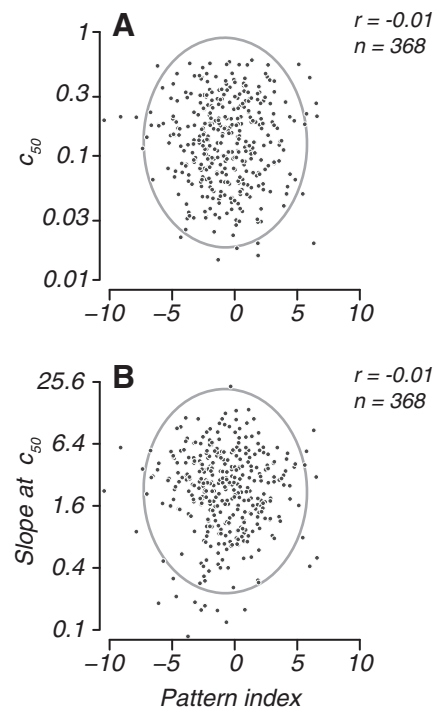 A
r = -0.01
n = 368
1
0.3
0.1
0.03
0.01
c50
−10 −5 0 5 10
B
r = -0.01
n = 368
25.6
6.4
1.6
0.4
0.1
Slope at c50
−10 −5 0 5 10
Pattern index